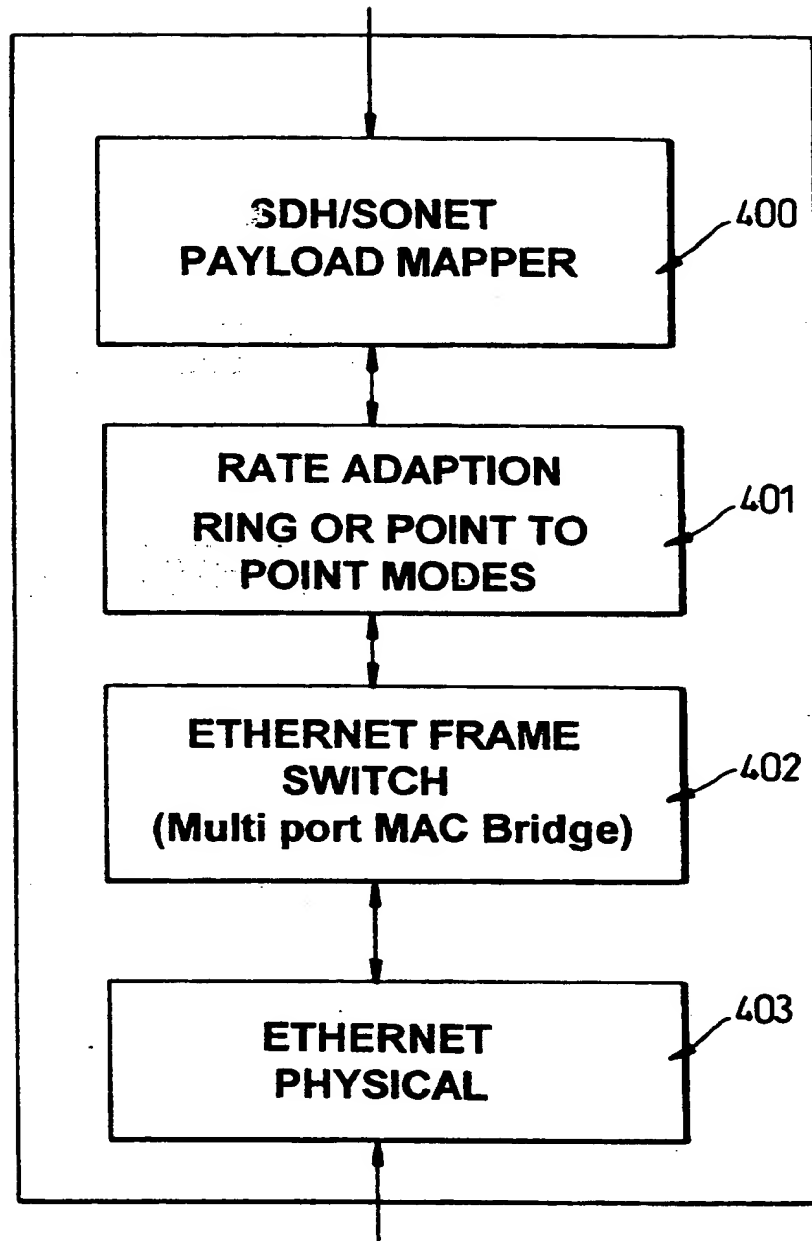 SDH/SONET
PAYLOAD MAPPER
400
RATE ADAPTION
RING OR POINT TO
POINT MODES
401
ETHERNET FRAME
SWITCH
(Multi port MAC Bridge)
402
ETHERNET
PHYSICAL
403